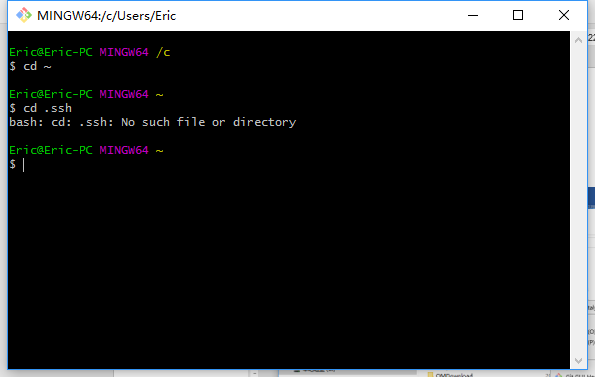 MINGW64:/c/Users/Eric
Eric@Eric-PC MINGW64 /c
$ cd ~
Eric@Eric-PC MINGW64 ~
$ cd .ssh
bash: cd: .ssh: No such file or directory
Eric@Eric-PC MINGW64 ~
$
QMDownload